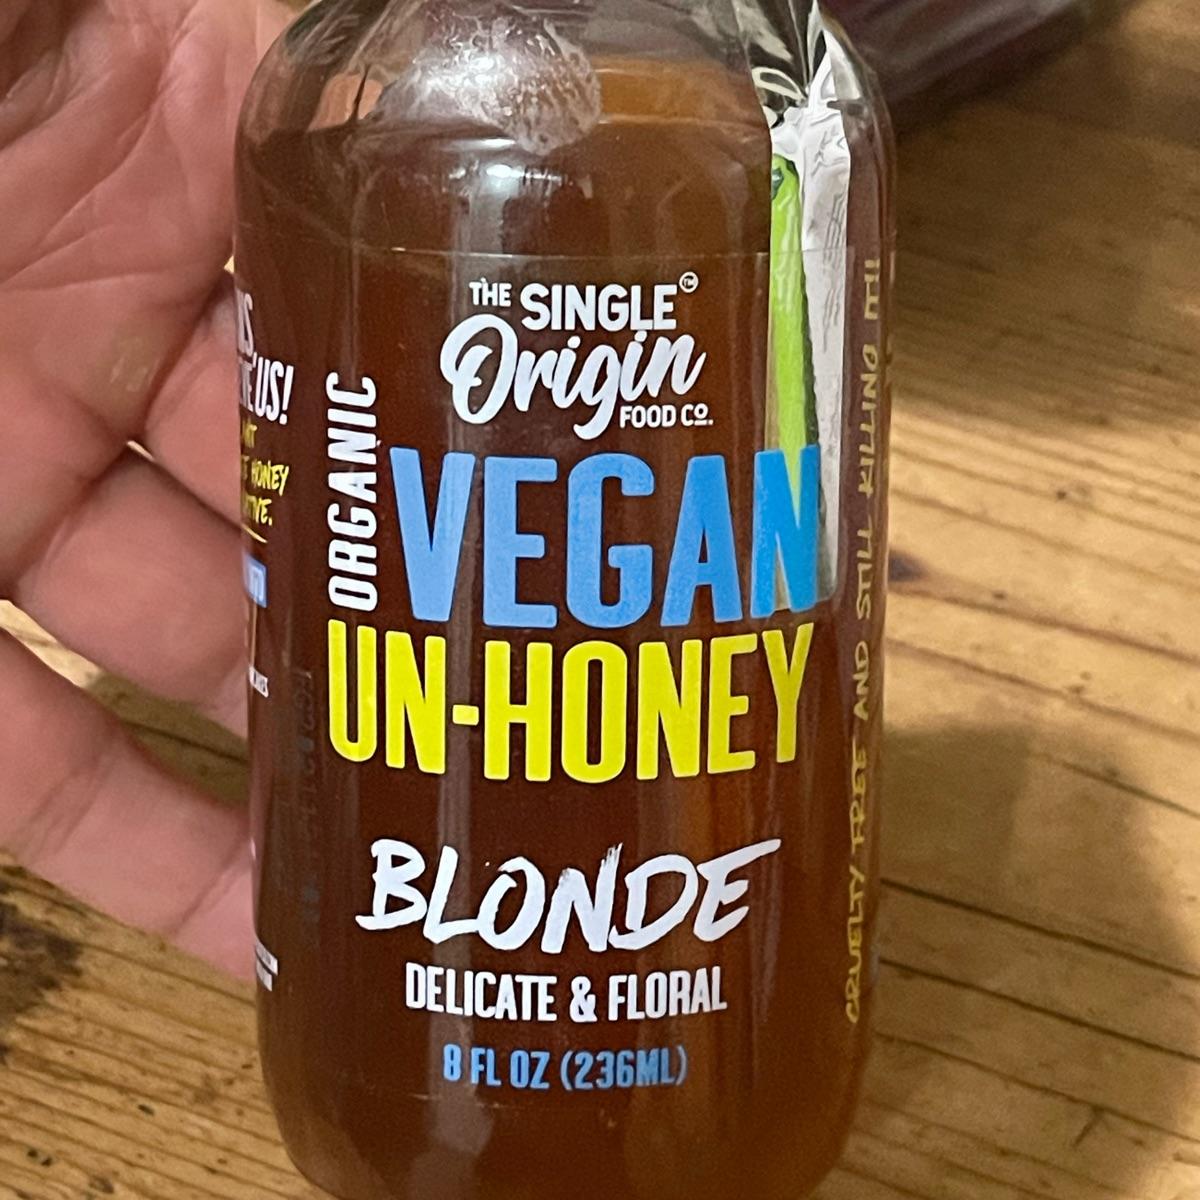 THE SINGLE™
Origin
FOOD CO.
ORGANIC
VEGAN
UN-HONEY
BLONDE
DELICATE & FLORAL
8 FL OZ (236ML)
US!
HONEY
CRUELTY FREE AND STILL KILLING IT!